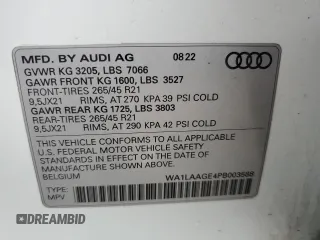 MFD. BY AUDI AG 08 22
GVWR KG 3205, LBS 7066
GAWR FRONT KG 1600, LBS 3527
FRONT-TIRES 265/45 R21
9,5JX21 RIMS, AT 270 KPA 39 PSI COLD
GAWR REAR KG 1725, LBS 3803
REAR-TIRES 265/45 R21
9,5JX21 RIMS, AT 290 KPA 42 PSI COLD
THIS VEHICLE CONFORMS TO ALL APPLICABLE
FEDERAL MOTOR VEHICLE SAFETY STANDARDS IN
EFFECT ON THE DATE OF MANUFACTURE SHOWN ABOVE.
BELGIUM
TYPE: WA1LAAGE4PB003588
MPV
DREAMBID